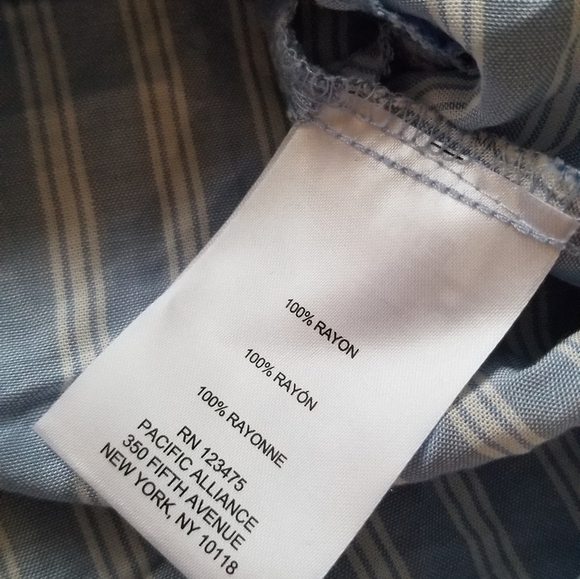 100% RAYON
100% RAYÓN
100% RAYONNE
RN 123475
PACIFIC ALLIANCE
350 FIFTH AVENUE
NEW YORK, NY 10118